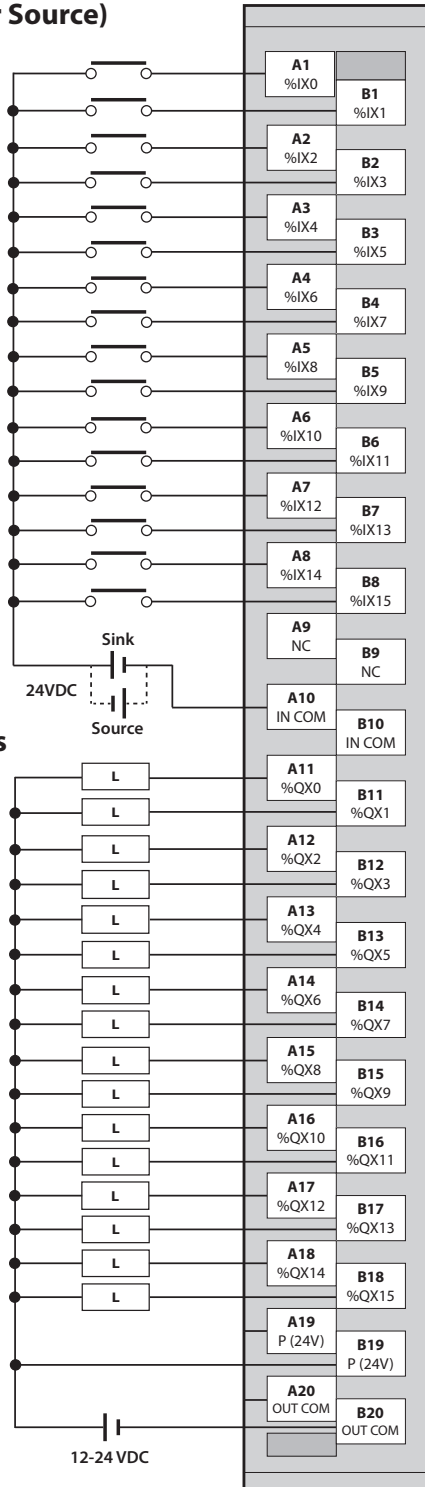 r Source)
A1
%IX0
B1
%IX1
A2
%IX2
B2
%IX3
A3
%IX4
B3
%IX5
A4
%IX6
B4
%IX7
A5
%IX8
B5
%IX9
A6
%IX10
B6
%IX11
A7
%IX12
B7
%IX13
A8
%IX14
B8
%IX15
A9
NC
B9
NC
Sink
24VDC
Source
A10
IN COM
B10
IN COM
s
L
A11
%QX0
L
B11
%QX1
L
A12
%QX2
L
B12
%QX3
L
A13
%QX4
L
B13
%QX5
L
A14
%QX6
L
B14
%QX7
L
A15
%QX8
L
B15
%QX9
L
A16
%QX10
L
B16
%QX11
L
A17
%QX12
L
B17
%QX13
L
A18
%QX14
L
B18
%QX15
A19
P (24V)
B19
P (24V)
A20
OUT COM
B20
OUT COM
12-24 VDC